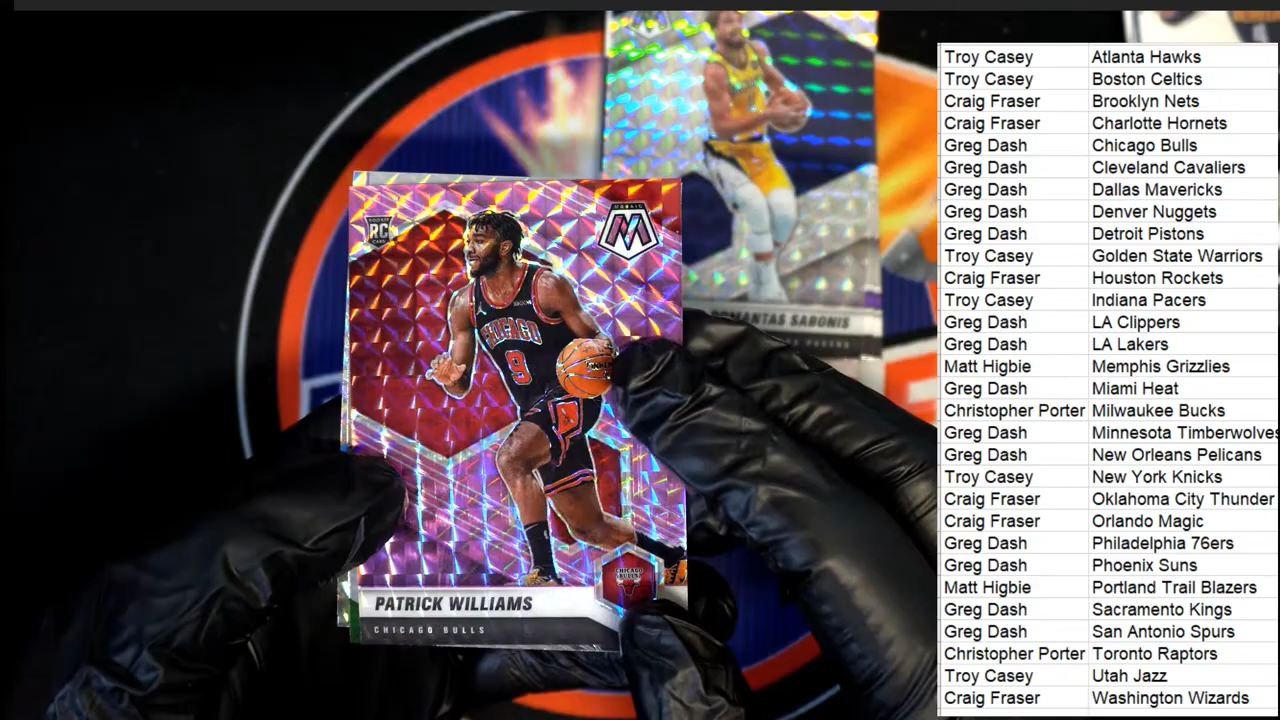 ROOKIE
RC
CARD
MOSAIC
M
CHICAGO
9
CHICAGO
BULLS
PATRICK WILLIAMS
CHICAGO BULLS
OMANTAS SABONIS
PACERS
Troy Casey Atlanta Hawks
Troy Casey Boston Celtics
Craig Fraser Brooklyn Nets
Craig Fraser Charlotte Hornets
Greg Dash Chicago Bulls
Greg Dash Cleveland Cavaliers
Greg Dash Dallas Mavericks
Greg Dash Denver Nuggets
Greg Dash Detroit Pistons
Troy Casey Golden State Warriors
Craig Fraser Houston Rockets
Troy Casey Indiana Pacers
Greg Dash LA Clippers
Greg Dash LA Lakers
Matt Higbie Memphis Grizzlies
Greg Dash Miami Heat
Christopher Porter Milwaukee Bucks
Greg Dash Minnesota Timberwolves
Greg Dash New Orleans Pelicans
Troy Casey New York Knicks
Craig Fraser Oklahoma City Thunder
Craig Fraser Orlando Magic
Greg Dash Philadelphia 76ers
Greg Dash Phoenix Suns
Matt Higbie Portland Trail Blazers
Greg Dash Sacramento Kings
Greg Dash San Antonio Spurs
Christopher Porter Toronto Raptors
Troy Casey Utah Jazz
Craig Fraser Washington Wizards